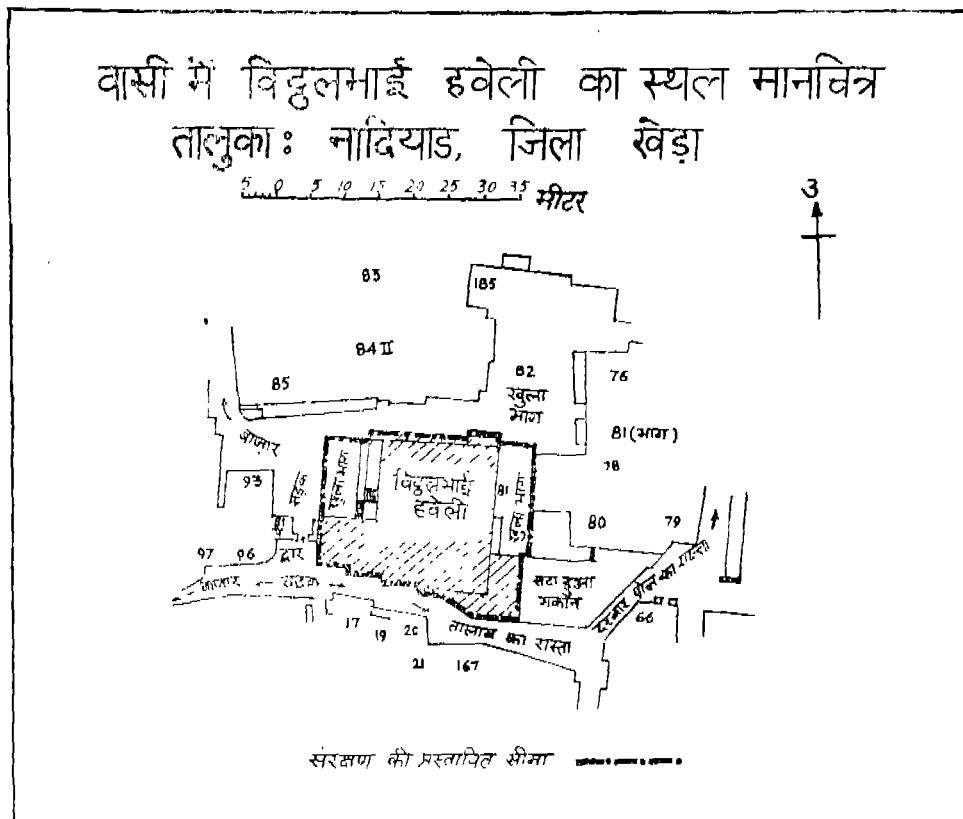 वासी में विठ्ठलभाई हवेली का स्थल मानचित्र
तालुका: नादियाड, जिला खेड़ा
5 0 5 10 15 20 25 30 35 मीटर
उ
83
185
84 II
82
खुला
भाग
76
85
81 (भाग)
बाज़ार
78
93
सड़क
खुला भाग
विठ्ठलभाई
हवेली
81
खुला भाग
80
79
97
96
द्वार
बाजार सड़क
सटा हुआ
मकान
दरबार पोल का रास्ता
66
17
19
20
तालाब का रास्ता
21
167
संरक्षण की प्रस्तावित सीमा